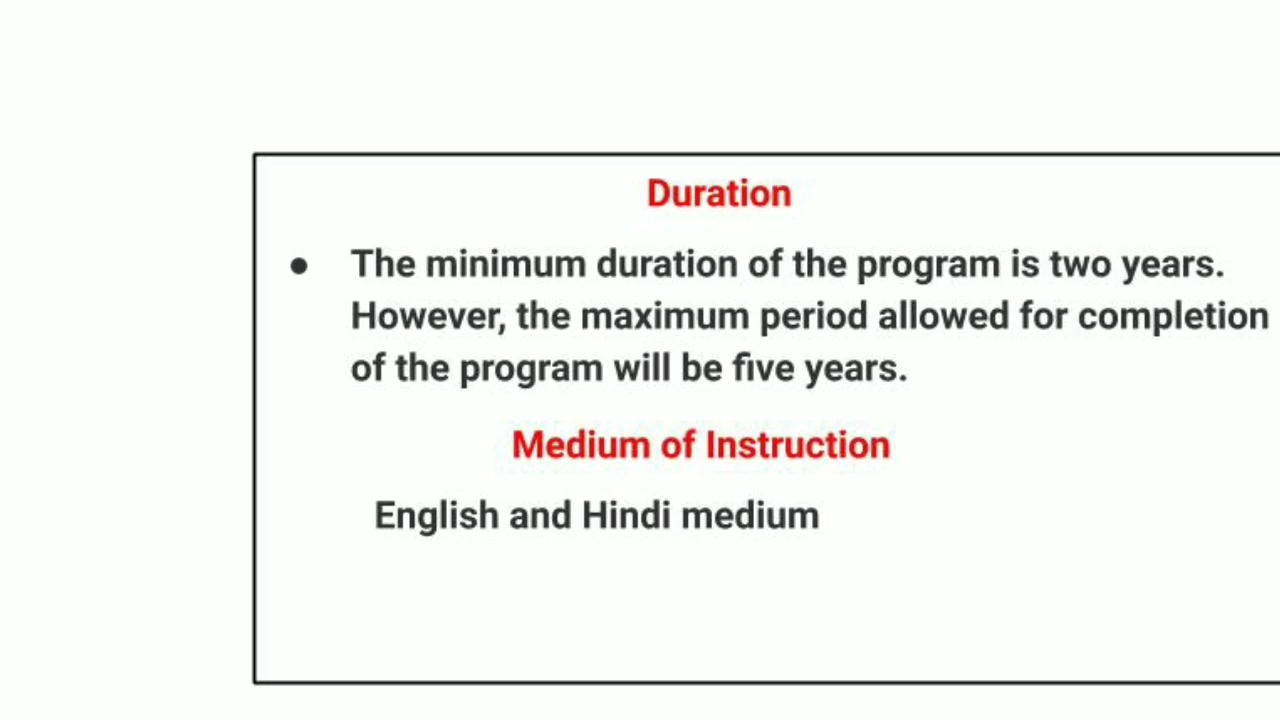 Duration
● The minimum duration of the program is two years.
However, the maximum period allowed for completion
of the program will be five years.
Medium of Instruction
English and Hindi medium